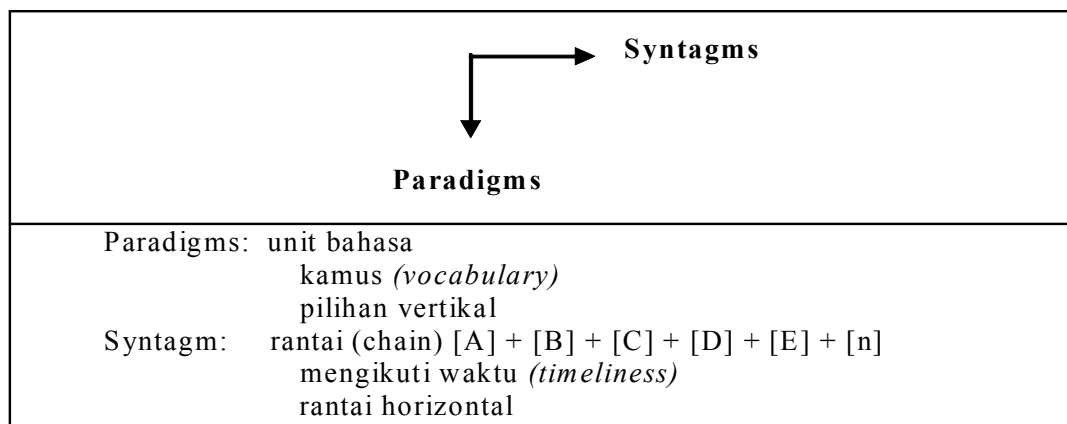 Syntagms
Paradigms
Paradigms: unit bahasa
kamus (vocabulary)
pilihan vertikal
Syntagm: rantai (chain) [A] + [B] + [C] + [D] + [E] + [n]
mengikuti waktu (timeliness)
rantai horizontal